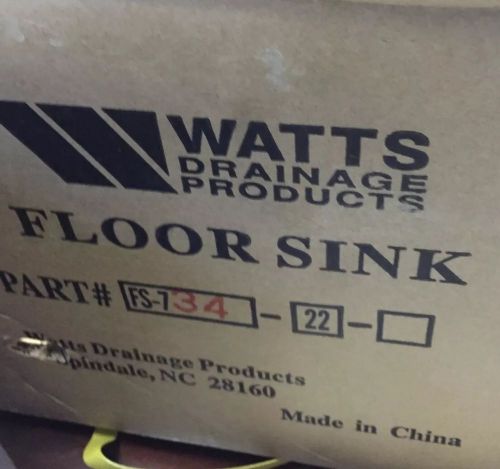 WATTS
DRAINAGE
PRODUCTS
FLOOR SINK
PART# FS-734 - 22 -
Watts Drainage Products
Spindale, NC 28160
Made in China